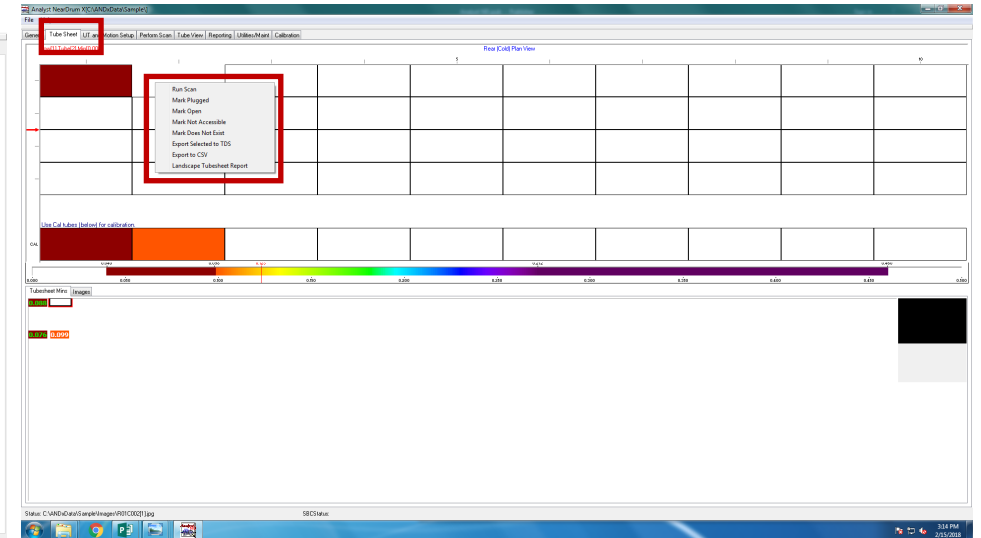 Analyst NearDrum X[C:\ANDxData\Sample\]
File
Tube Sheet UT and Motion Setup Perform Scan Tube View Reporting Utilities/Maint Calibration
Rear (Cold) Plan View
5 10
Run Scan
Mark Plugged
Mark Open
Mark Not Accessible
Mark Does Not Exist
Export Selected to TDS
Export to CSV
Landscape Tubesheet Report
Use Cal tubes (below) for calibration.
CAL
0.000 0.050 0.100 0.150 0.200 0.250 0.300 0.350 0.400 0.450 0.500
Tubesheet Mins Images
0.080
0.076 0.099
Status: C:\ANDxData\Sample\Images\R01C002[1].jpg SBCStatus:
3:14 PM
2/15/2018